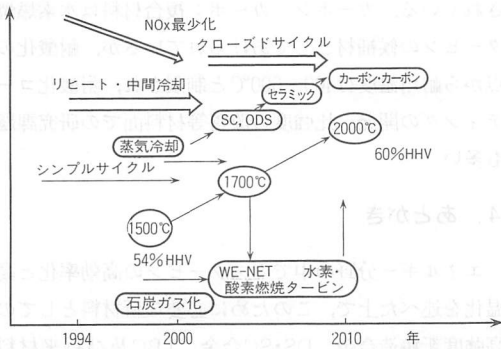 NOx最少化
クローズドサイクル
リヒート・中間冷却
カーボン・カーボン
セラミック
SC, ODS
2000℃
蒸気冷却
60%HHV
シンプルサイクル
1700℃
1500℃
54%HHV
WE-NET 水素・
酸素燃焼タービン
石炭ガス化
1994 2000 2010 年